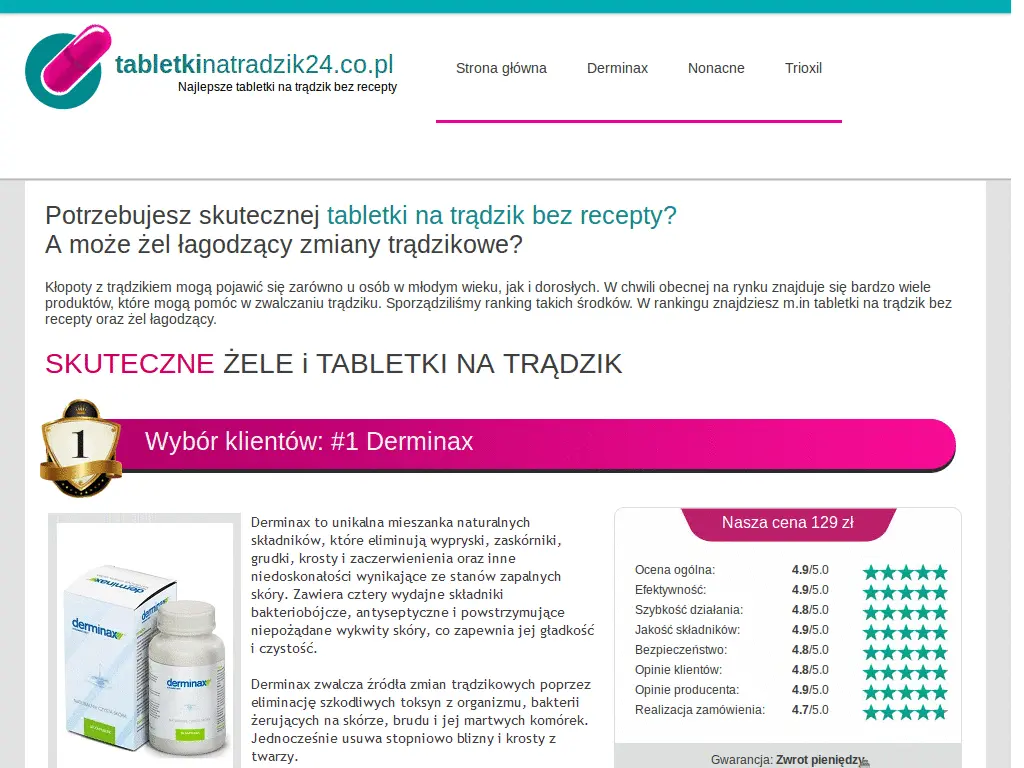 tabletkinatradzik24.co.pl
Najlepsze tabletki na trądzik bez recepty
Strona główna
Derminax
Nonacne
Trioxil
Potrzebujesz skutecznej tabletki na trądzik bez recepty?
A może żel łagodzący zmiany trądzikowe?
Kłopoty z trądzikiem mogą pojawić się zarówno u osób w młodym wieku, jak i dorosłych. W chwili obecnej na rynku znajduje się bardzo wiele
produktów, które mogą pomóc w zwalczaniu trądziku. Sporządziliśmy ranking takich środków. W rankingu znajdziesz m.in tabletki na trądzik bez
recepty oraz żel łagodzący.
SKUTECZNE ŻELE i TABLETKI NA TRĄDZIK
1
Wybór klientów: #1 Derminax
derminax
derminax
derminax
Derminax to unikalna mieszanka naturalnych
składników, które eliminują wypryski, zaskórniki,
grudki, krosty i zaczerwienienia oraz inne
niedoskonałości wynikające ze stanów zapalnych
skóry. Zawiera cztery wydajne składniki
bakteriobójcze, antyseptyczne i powstrzymujące
niepożądane wykwity skóry, co zapewnia jej gładkość
i czystość.
Derminax zwalcza źródła zmian trądzikowych poprzez
eliminację szkodliwych toksyn z organizmu, bakterii
żerujących na skórze, brudu i jej martwych komórek.
Jednocześnie usuwa stopniowo blizny i krosty z
twarzy.
Nasza cena 129 zł
Ocena ogólna: 4.9/5.0
Efektywność: 4.9/5.0
Szybkość działania: 4.8/5.0
Jakość składników: 4.9/5.0
Bezpieczeństwo: 4.8/5.0
Opinie klientów: 4.8/5.0
Opinie producenta: 4.9/5.0
Realizacja zamówienia: 4.7/5.0
Gwarancja: Zwrot pieniędzy